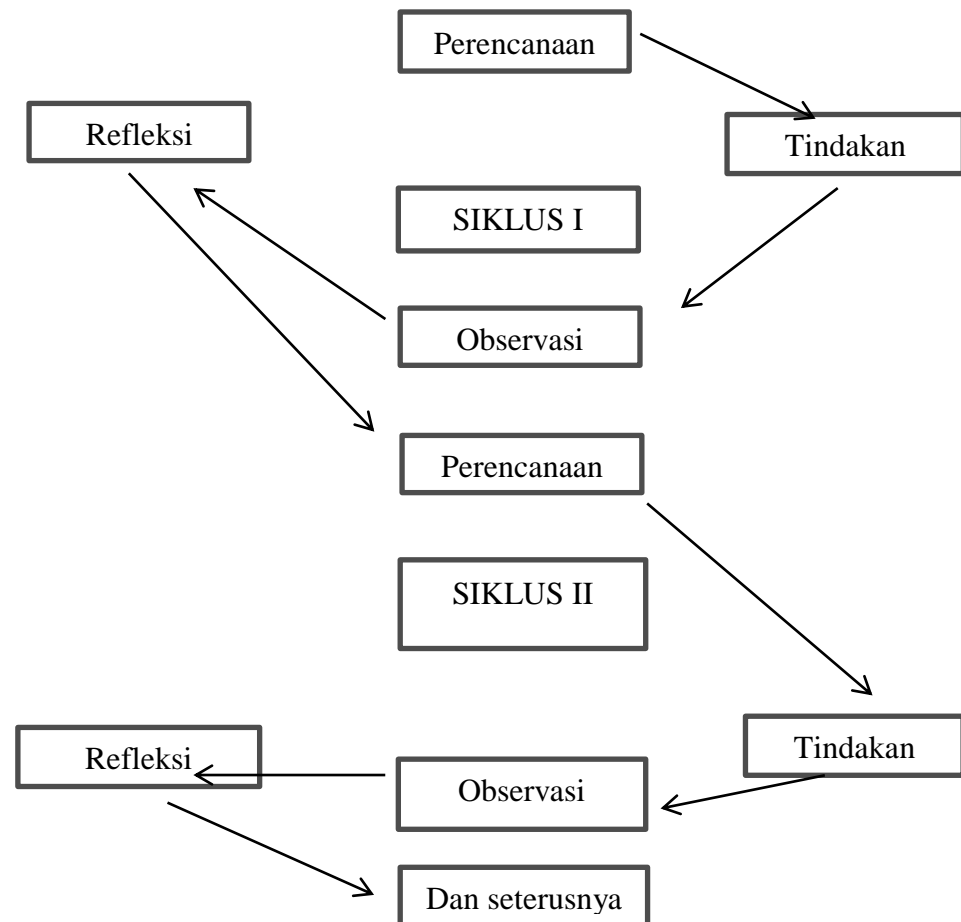 Perencanaan
Refleksi
Tindakan
SIKLUS I
Observasi
Perencanaan
SIKLUS II
Refleksi
Tindakan
Observasi
Dan seterusnya